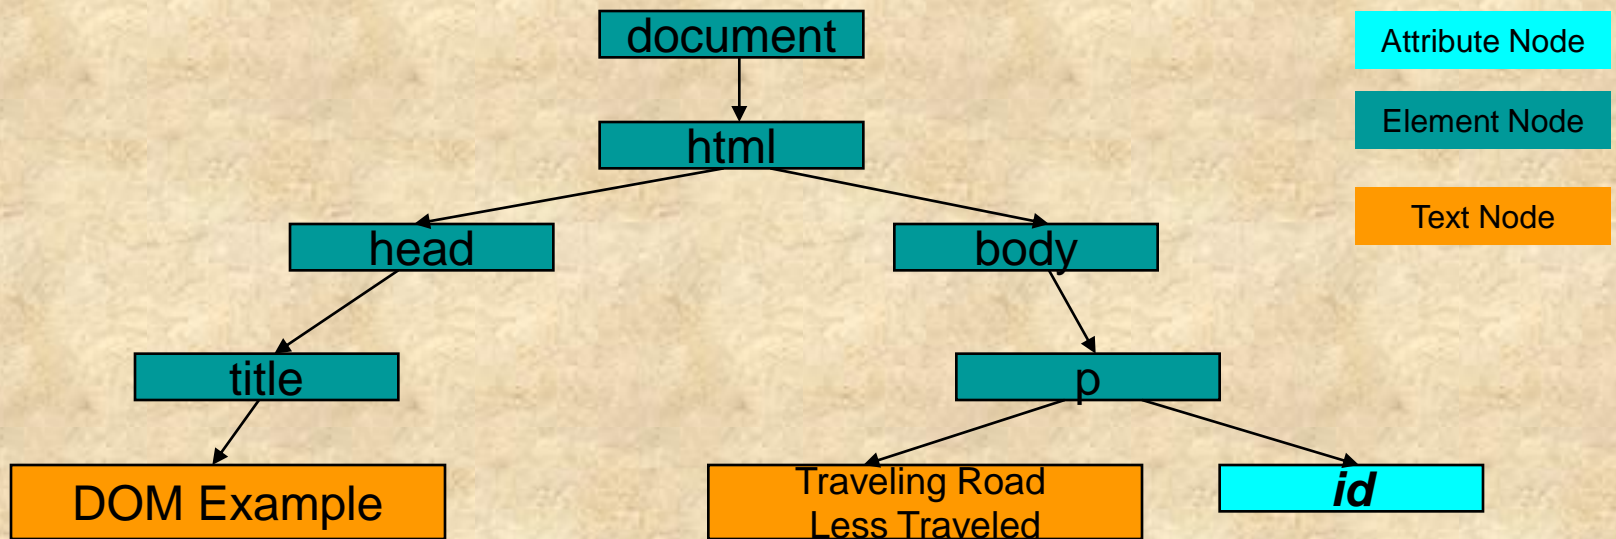 document
Attribute Node
html
Element Node
Text Node
head
body
title
p
DOM Example
Traveling Road
Less Traveled
id